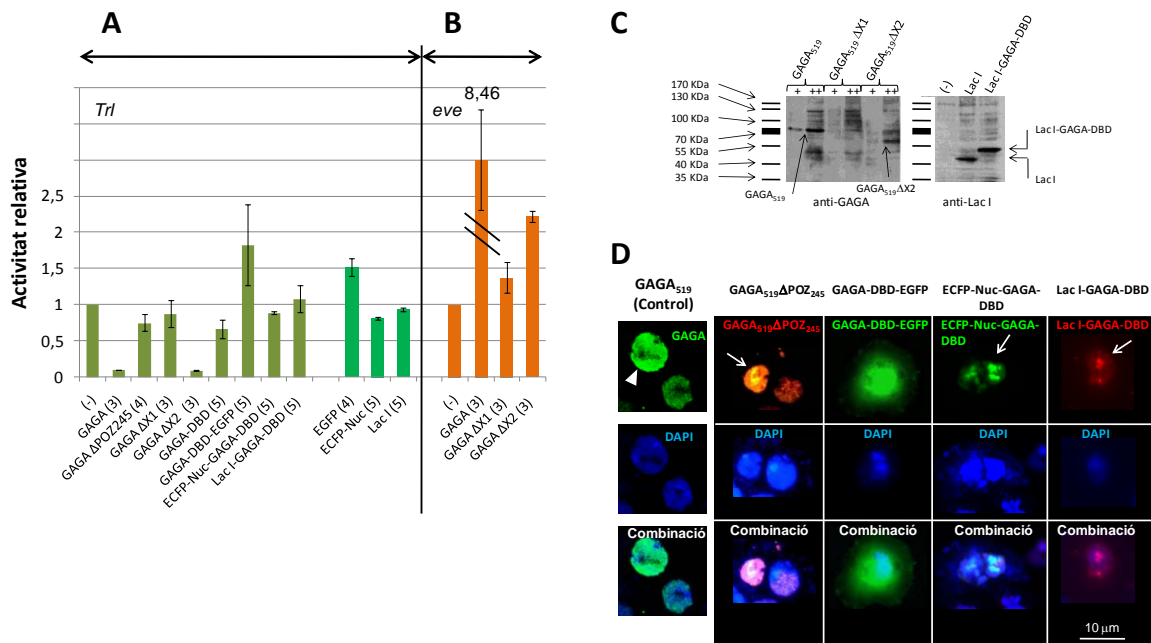 A
B
C
D
Trl
eve
8,46
Activitat relativa
2,5
2
1,5
1
0,5
0
(-)
GAGA (3)
GAGA ΔPOZ245 (4)
GAGA ΔX1 (3)
GAGA ΔX2 (3)
GAGA-DBD (5)
GAGA-DBD-EGFP (5)
ECFP-Nuc-GAGA-DBD (5)
Lac I-GAGA-DBD (5)
EGFP (4)
ECFP-Nuc (5)
Lac I (5)
(-)
GAGA (3)
GAGA ΔX1 (3)
GAGA ΔX2 (3)
GAGA519
GAGA519 ΔX1
GAGA519ΔX2
+ ++ + ++ + ++
170 KDa
130 KDa
100 KDa
70 KDa
55 KDa
40 KDa
35 KDa
GAGA519
GAGA519ΔX2
anti-GAGA
(-)
Lac I
Lac I-GAGA-DBD
Lac I-GAGA-DBD
Lac I
anti-Lac I
GAGA519
(Control)
GAGA519ΔPOZ245
GAGA-DBD-EGFP
ECFP-Nuc-GAGA-
DBD
Lac I-GAGA-DBD
GAGA
GAGA519ΔPOZ245
GAGA-DBD-EGFP
ECFP-Nuc-GAGA-
DBD
Lac I-GAGA-DBD
DAPI
DAPI
DAPI
DAPI
DAPI
Combinació
Combinació
Combinació
Combinació
Combinació
10 μm